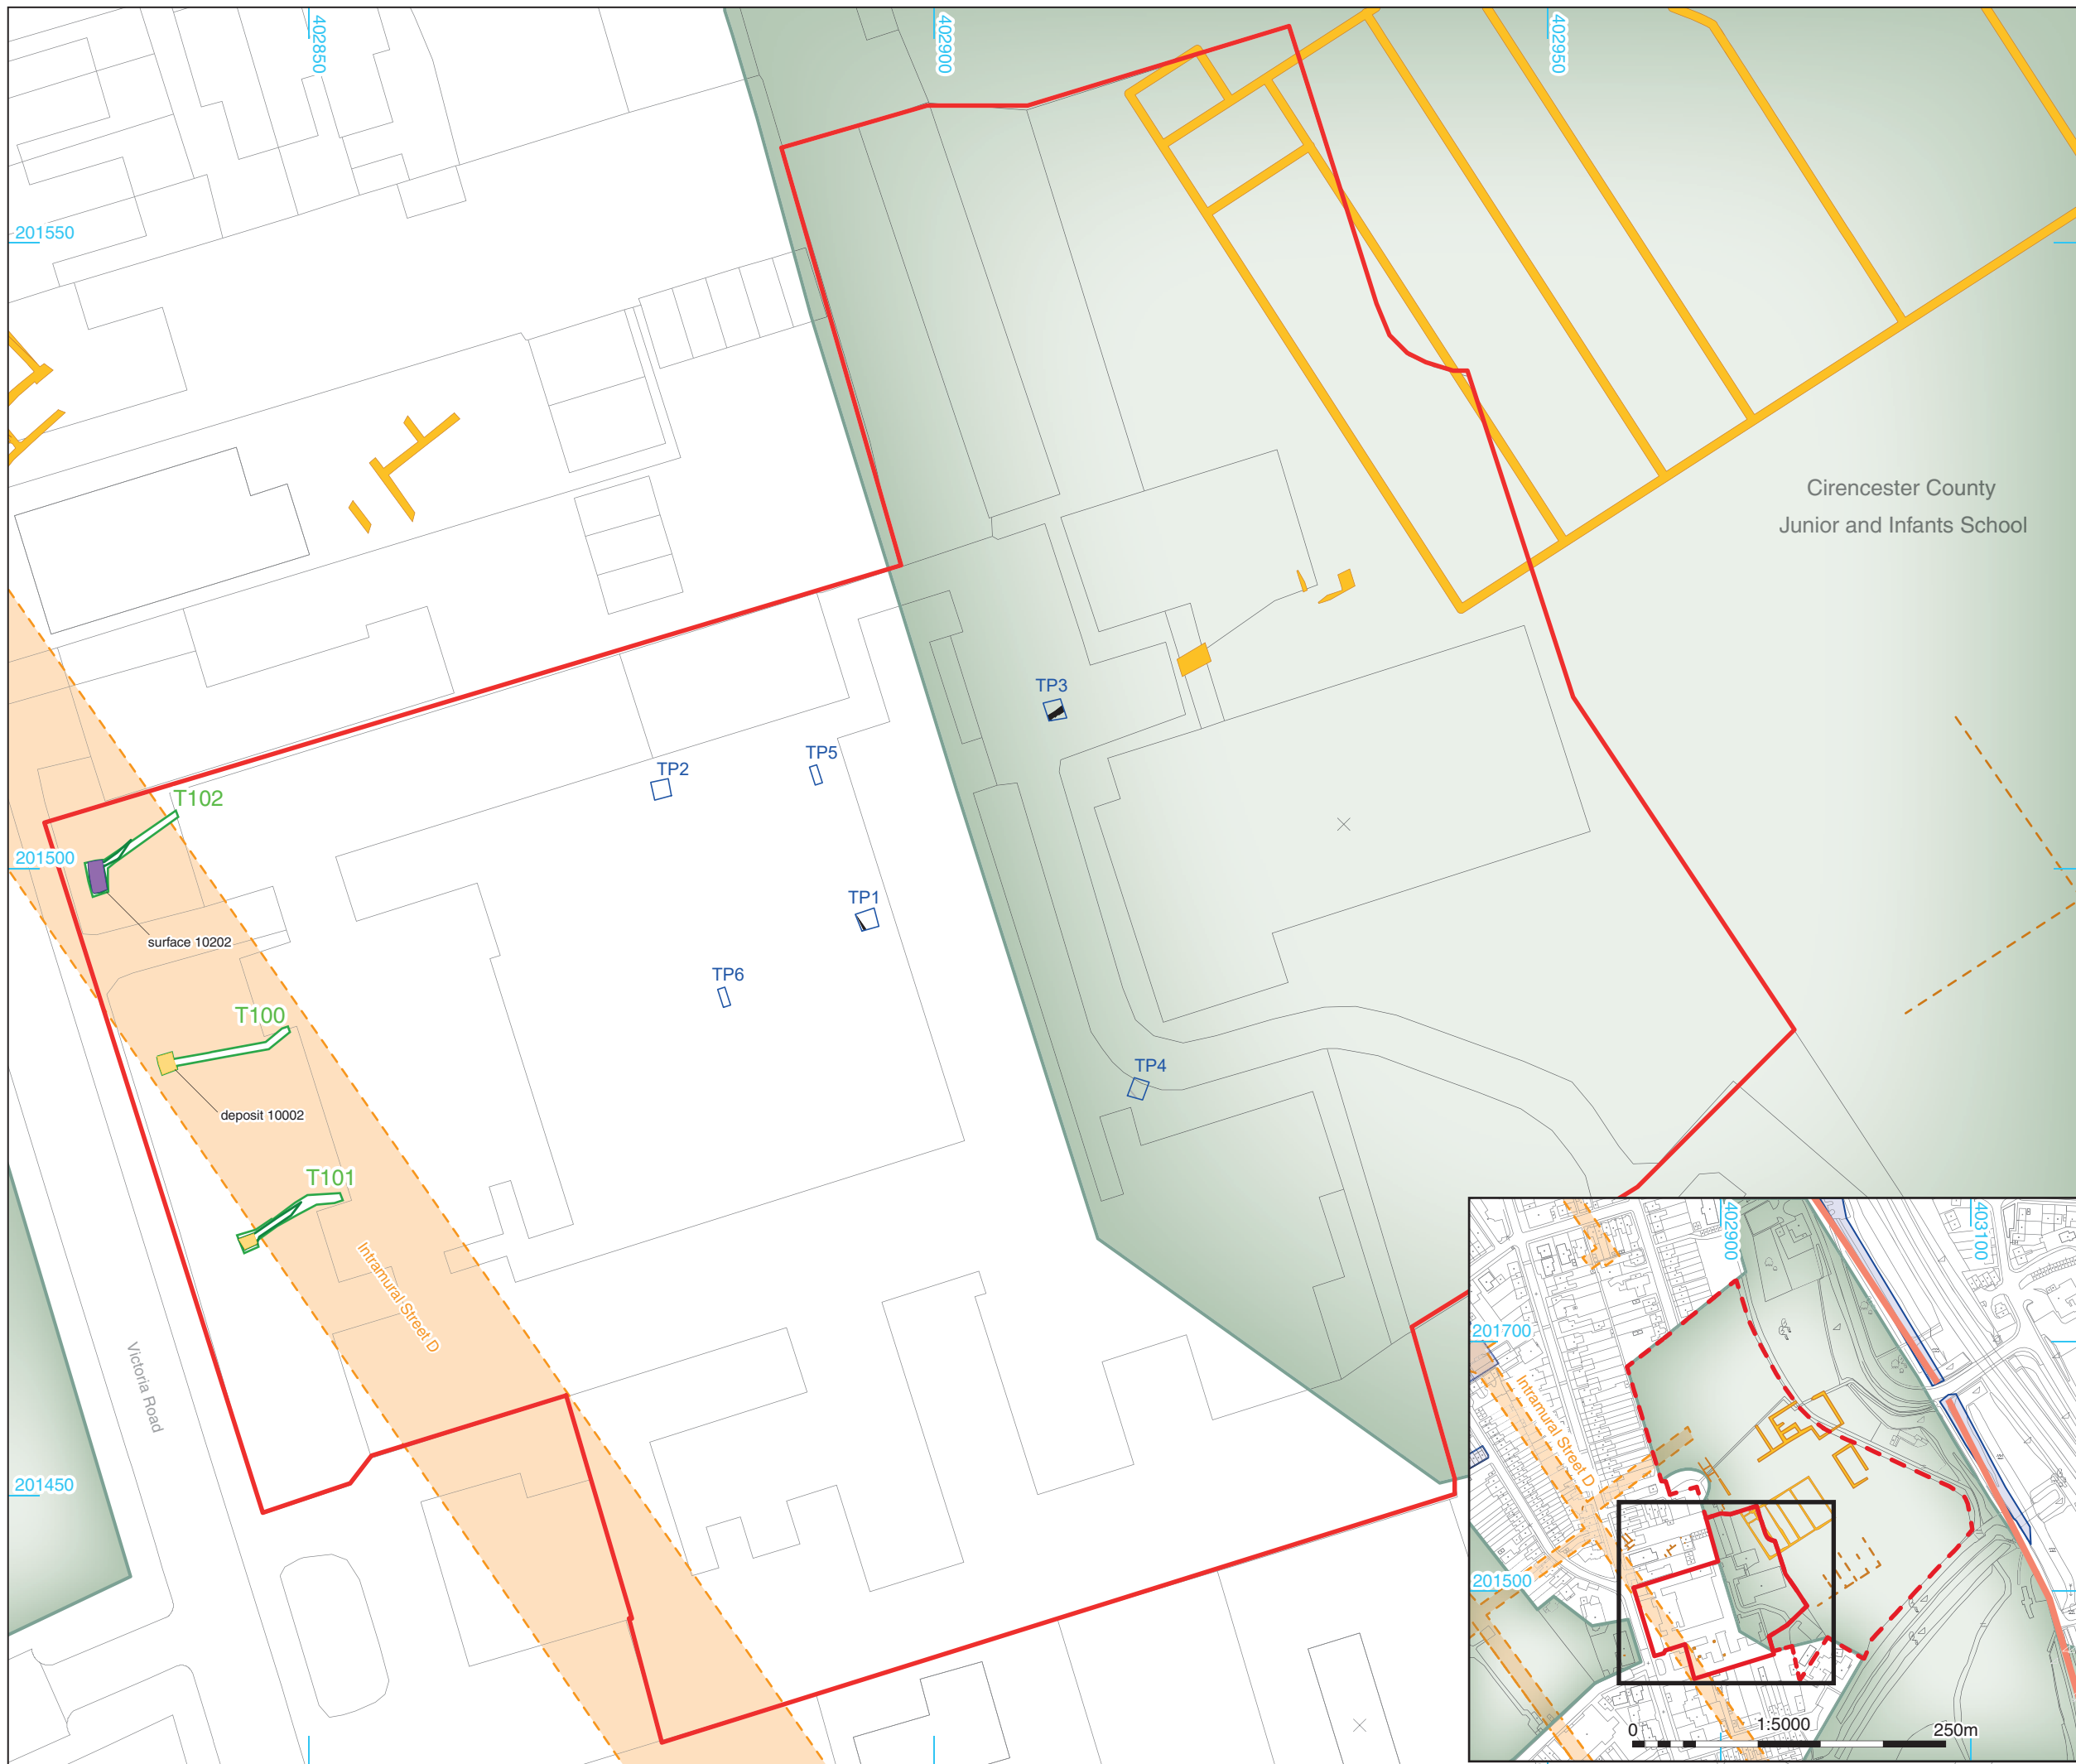 402850
402900
402950
201550
Cirencester County
Junior and Infants School
TP3
TP5
TP2
T102
201500
TP1
surface 10202
TP6
T100
TP4
deposit 10002
T101
Intramural Street D
Victoria Road
201450
402900
403100
201700
Intramural Street D
201500
0
1:5000
250m